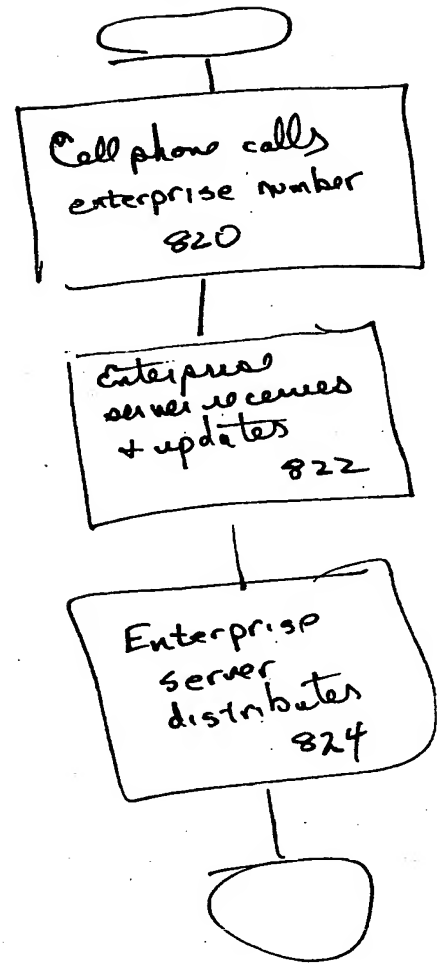 Cell phone calls
enterprise number
820
Enterprise
server receives
+ updates
822
Enterprise
server
distributes
824